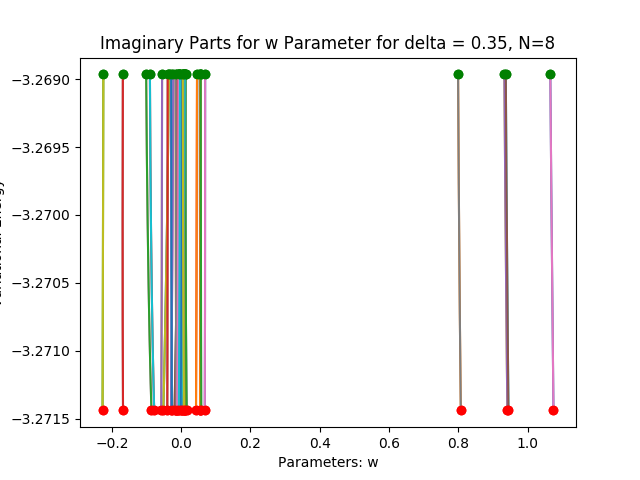 Imaginary Parts for w Parameter for delta = 0.35, N=8
−3.2690
−3.2695
−3.2700
−3.2705
−3.2710
−3.2715
−0.2 0.0 0.2 0.4 0.6 0.8 1.0
Parameters: w